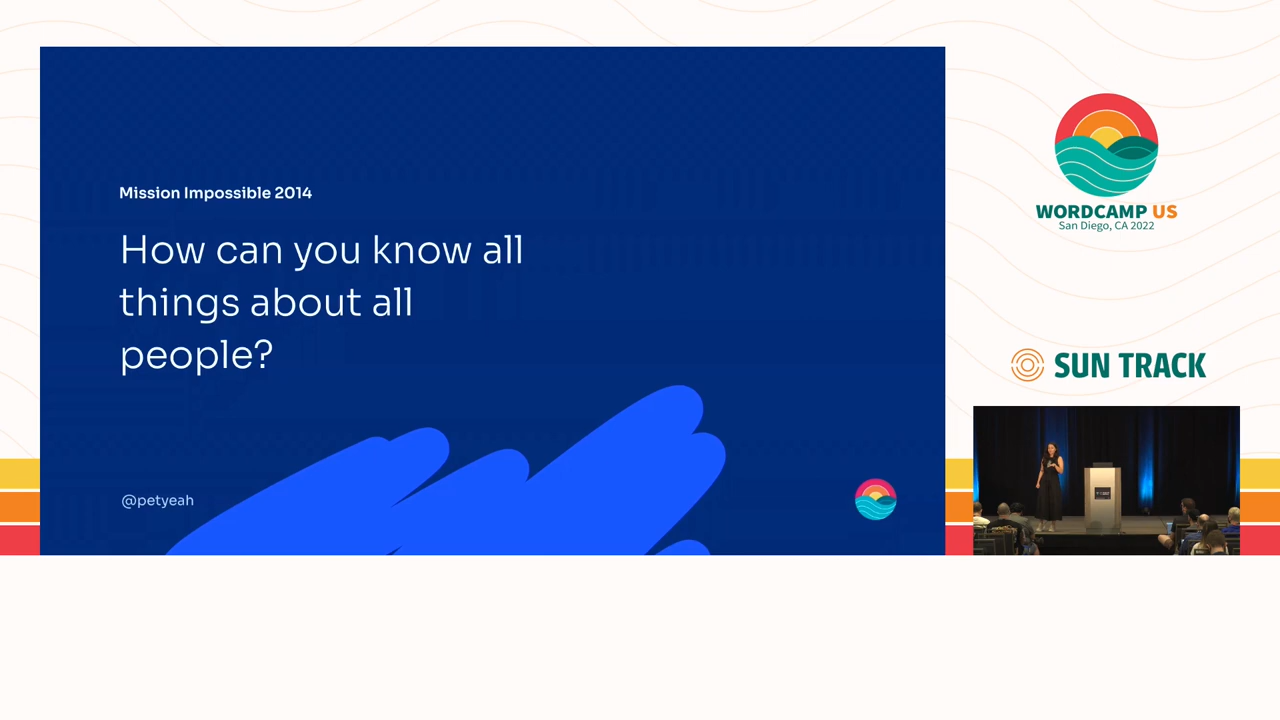 Mission Impossible 2014
How can you know all
things about all
people?
@petyeah
WORDCAMP US
San Diego, CA 2022
SUN TRACK